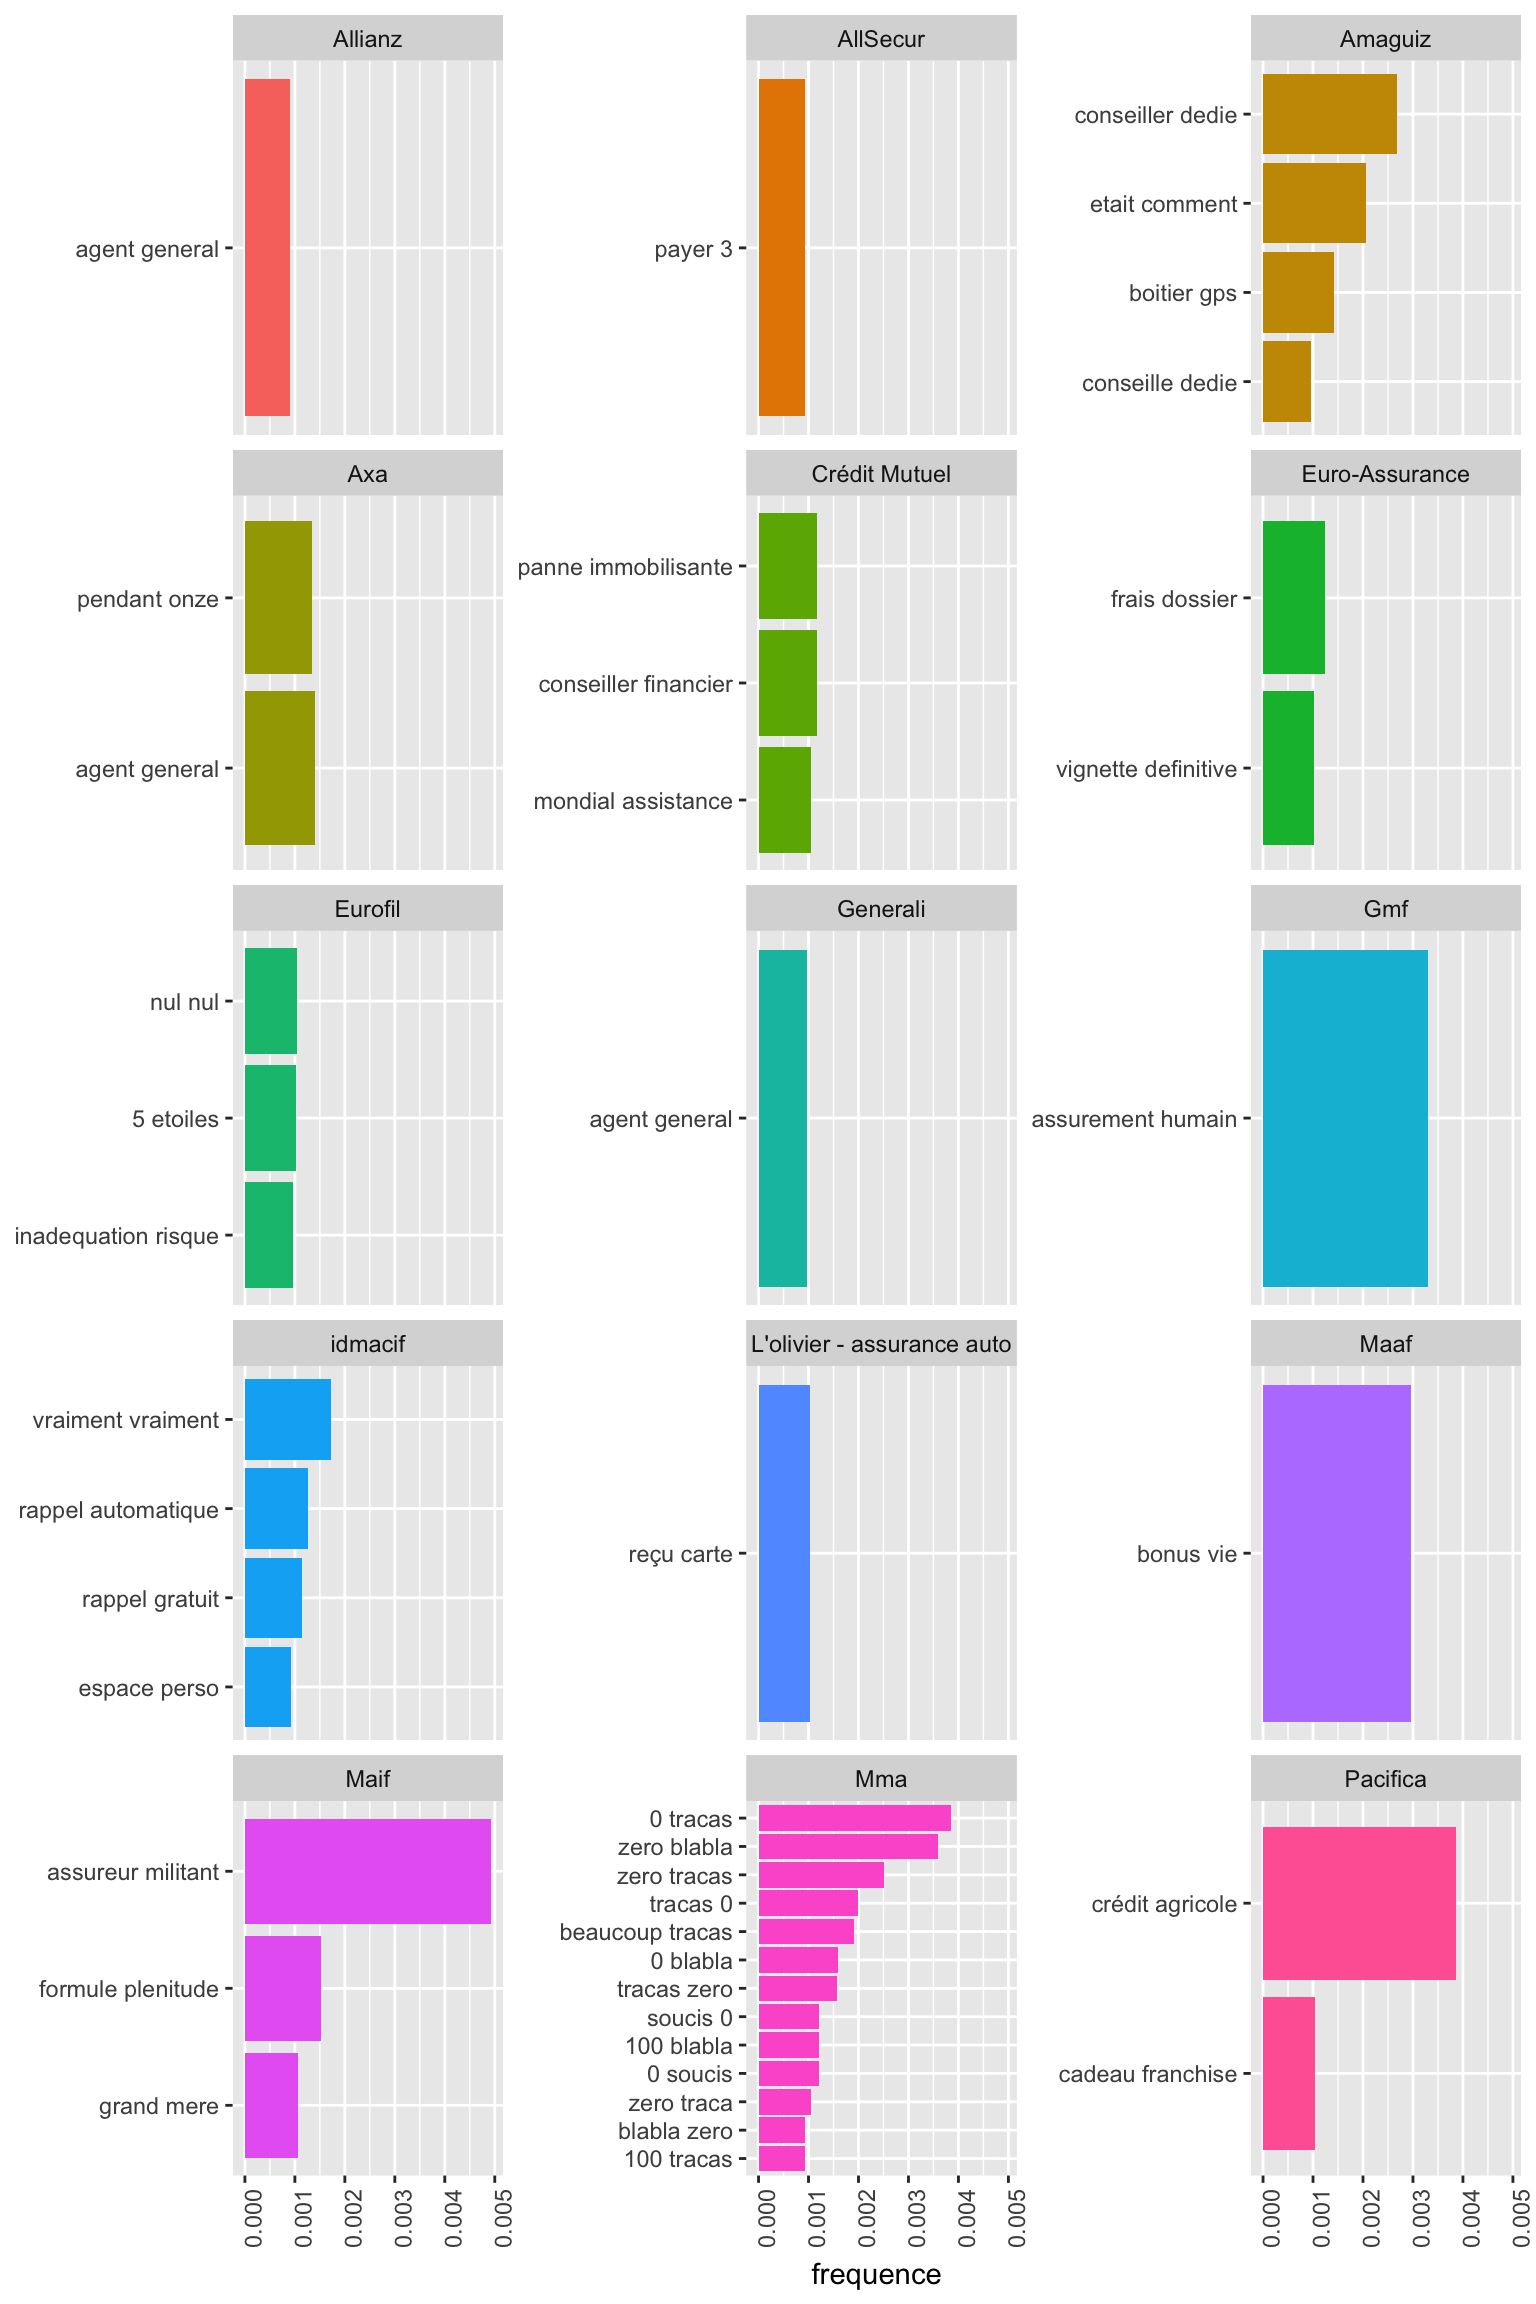 Allianz
agent general
AllSecur
payer 3
Amaguiz
conseiller dedie
etait comment
boitier gps
conseille dedie
Axa
pendant onze
agent general
Crédit Mutuel
panne immobilisante
conseiller financier
mondial assistance
Euro-Assurance
frais dossier
vignette definitive
Eurofil
nul nul
5 etoiles
inadequation risque
Generali
agent general
Gmf
assurement humain
idmacif
vraiment vraiment
rappel automatique
rappel gratuit
espace perso
L'olivier - assurance auto
reçu carte
Maaf
bonus vie
Maif
assureur militant
formule plenitude
grand mere
0.000
0.001
0.002
0.003
0.004
0.005
Mma
0 tracas
zero blabla
zero tracas
tracas 0
beaucoup tracas
0 blabla
tracas zero
soucis 0
100 blabla
0 soucis
zero traca
blabla zero
100 tracas
0.000
0.001
0.002
0.003
0.004
0.005
Pacifica
crédit agricole
cadeau franchise
0.000
0.001
0.002
0.003
0.004
0.005
frequence